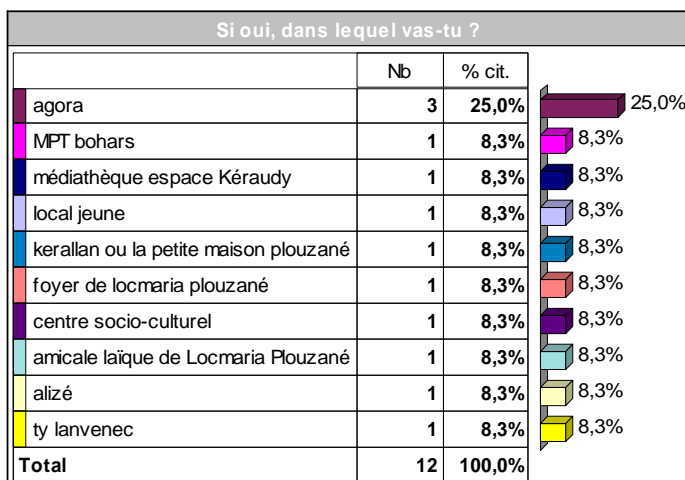 Si oui, dans lequel vas-tu ?
Nb % cit.
agora 3 25,0% 25,0%
MPT bohars 1 8,3% 8,3%
médiathèque espace Kéraudy 1 8,3% 8,3%
local jeune 1 8,3% 8,3%
kerallan ou la petite maison plouzané 1 8,3% 8,3%
foyer de locmaria plouzané 1 8,3% 8,3%
centre socio-culturel 1 8,3% 8,3%
amicale laïque de Locmaria Plouzané 1 8,3% 8,3%
alizé 1 8,3% 8,3%
ty lanvenec 1 8,3% 8,3%
Total 12 100,0%